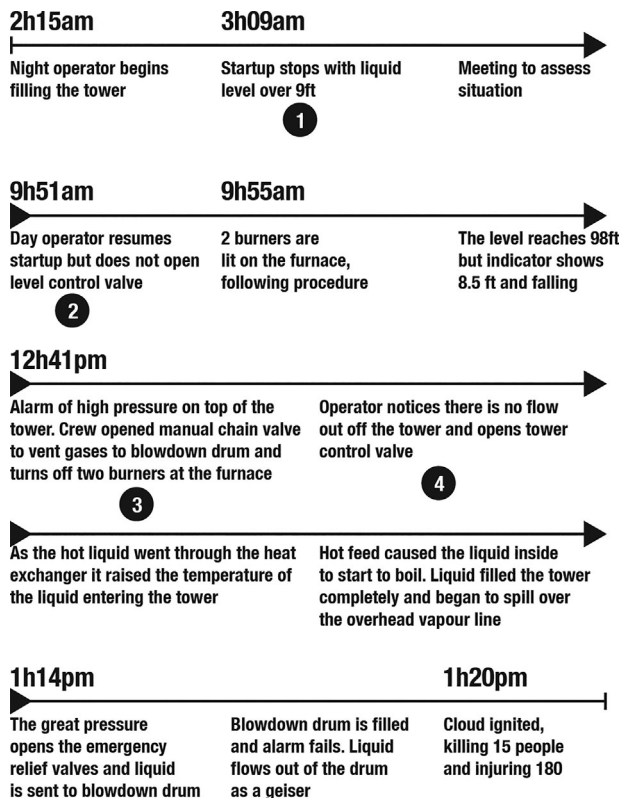 2h15am
3h09am
Night operator begins
filling the tower
Startup stops with liquid
level over 9ft
1
Meeting to assess
situation
9h51am
9h55am
Day operator resumes
startup but does not open
level control valve
2
2 burners are
lit on the furnace,
following procedure
The level reaches 98ft
but indicator shows
8.5 ft and falling
12h41pm
Alarm of high pressure on top of the
tower. Crew opened manual chain valve
to vent gases to blowdown drum and
turns off two burners at the furnace
3
Operator notices there is no flow
out off the tower and opens tower
control valve
4
As the hot liquid went through the heat
exchanger it raised the temperature of
the liquid entering the tower
Hot feed caused the liquid inside
to start to boil. Liquid filled the tower
completely and began to spill over
the overhead vapour line
1h14pm
1h20pm
The great pressure
opens the emergency
relief valves and liquid
is sent to blowdown drum
Blowdown drum is filled
and alarm fails. Liquid
flows out of the drum
as a geiser
Cloud ignited,
killing 15 people
and injuring 180